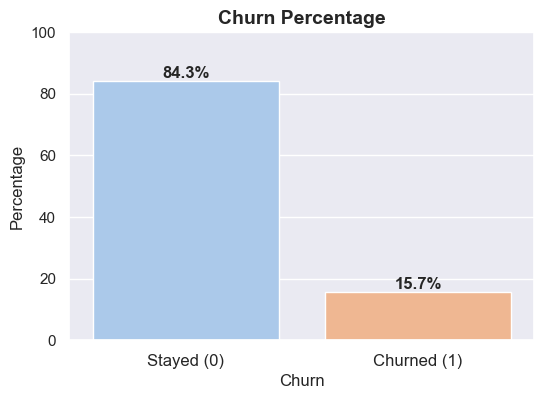 Churn Percentage
100
80
60
40
20
0
Percentage
84.3%
15.7%
Stayed (0)
Churned (1)
Churn